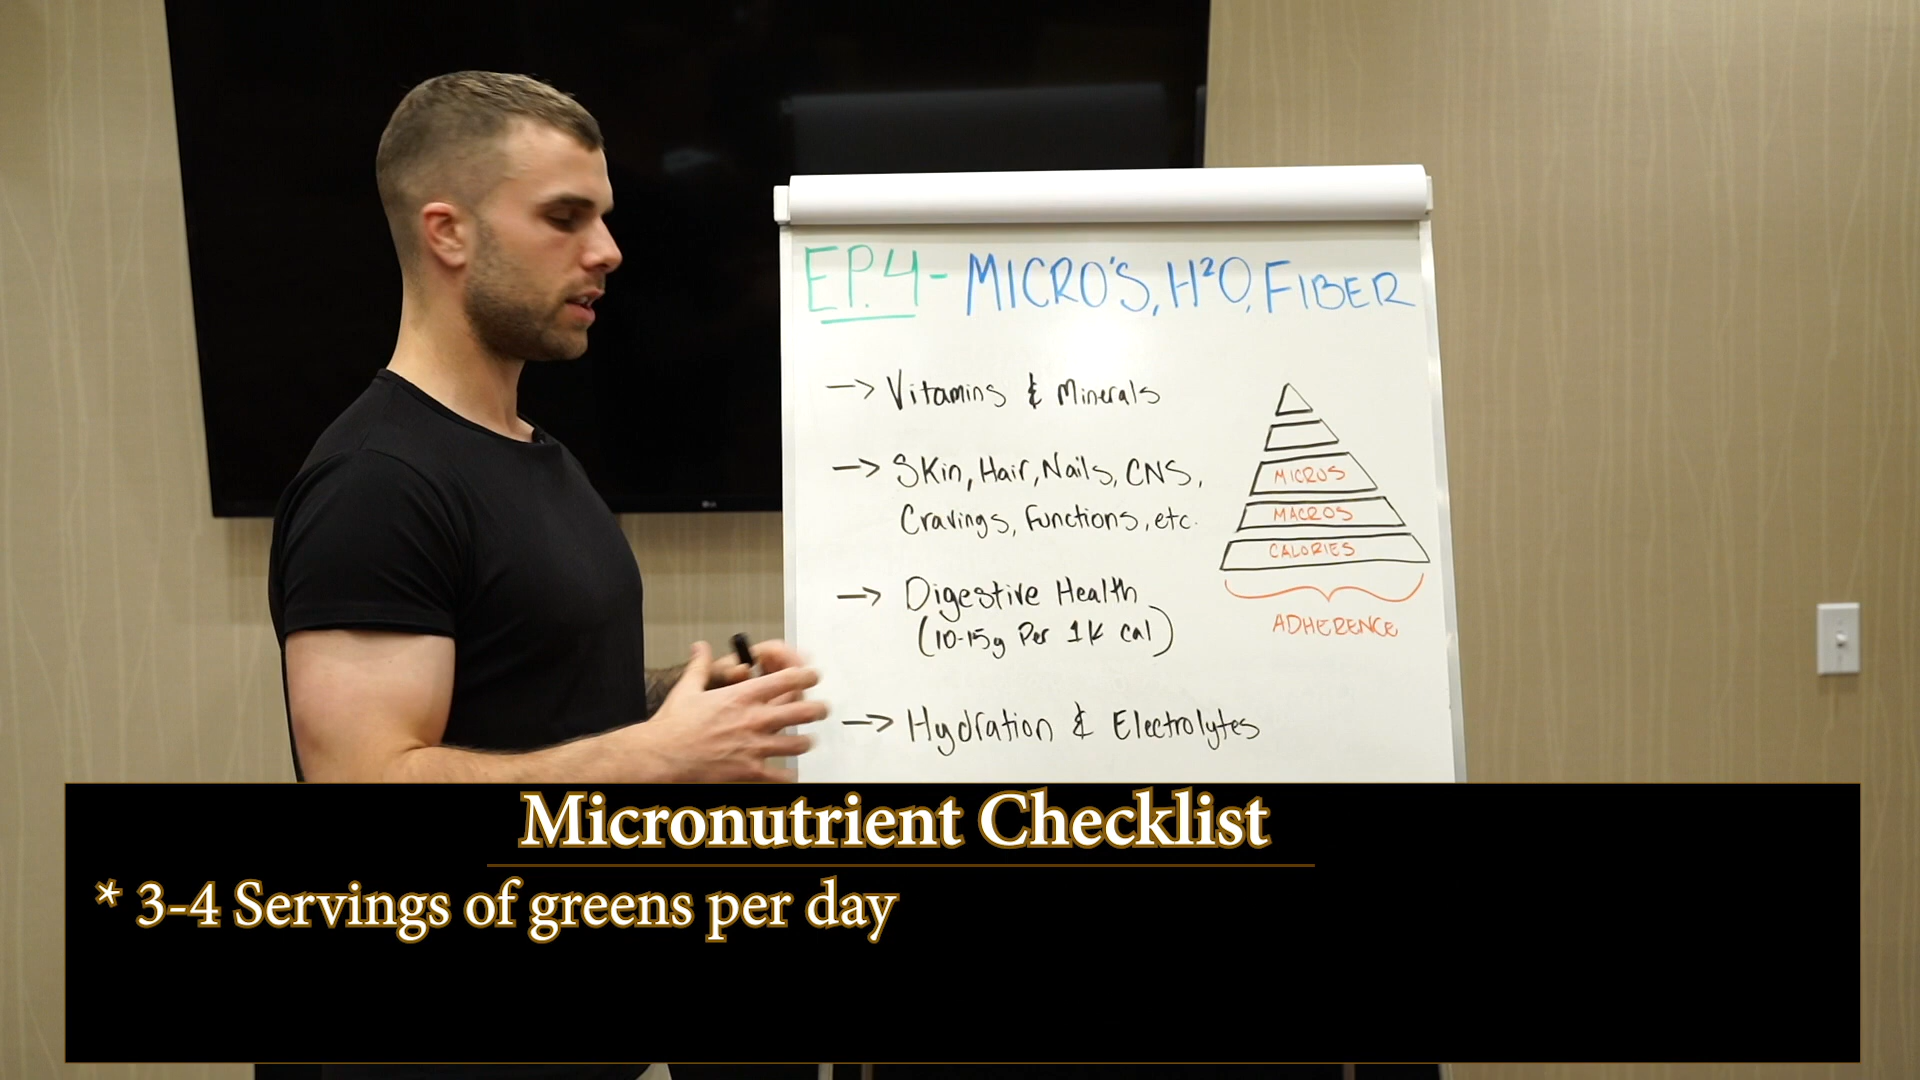 EP.4- MICRO'S, H²O, FIBER
-> Vitamins & Minerals
-> Skin, Hair, Nails, CNS,
Cravings, Functions, etc.
-> Digestive Health
(10-15g Per 1k cal)
-> Hydration & Electrolytes
MICROS
MACROS
CALORIES
ADHERENCE
LG
Micronutrient Checklist
* 3-4 Servings of greens per day